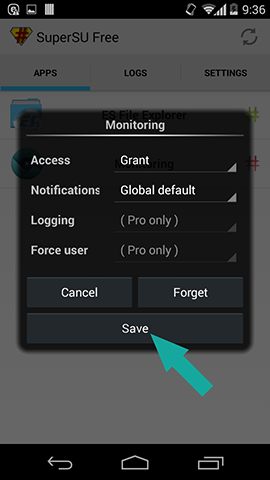 9:36
SuperSU Free
APPS
LOGS
SETTINGS
ES File Explorer
Monitoring
Access
Grant
Notifications
Global default
Logging
( Pro only )
Force user
( Pro only )
Cancel
Forget
Save